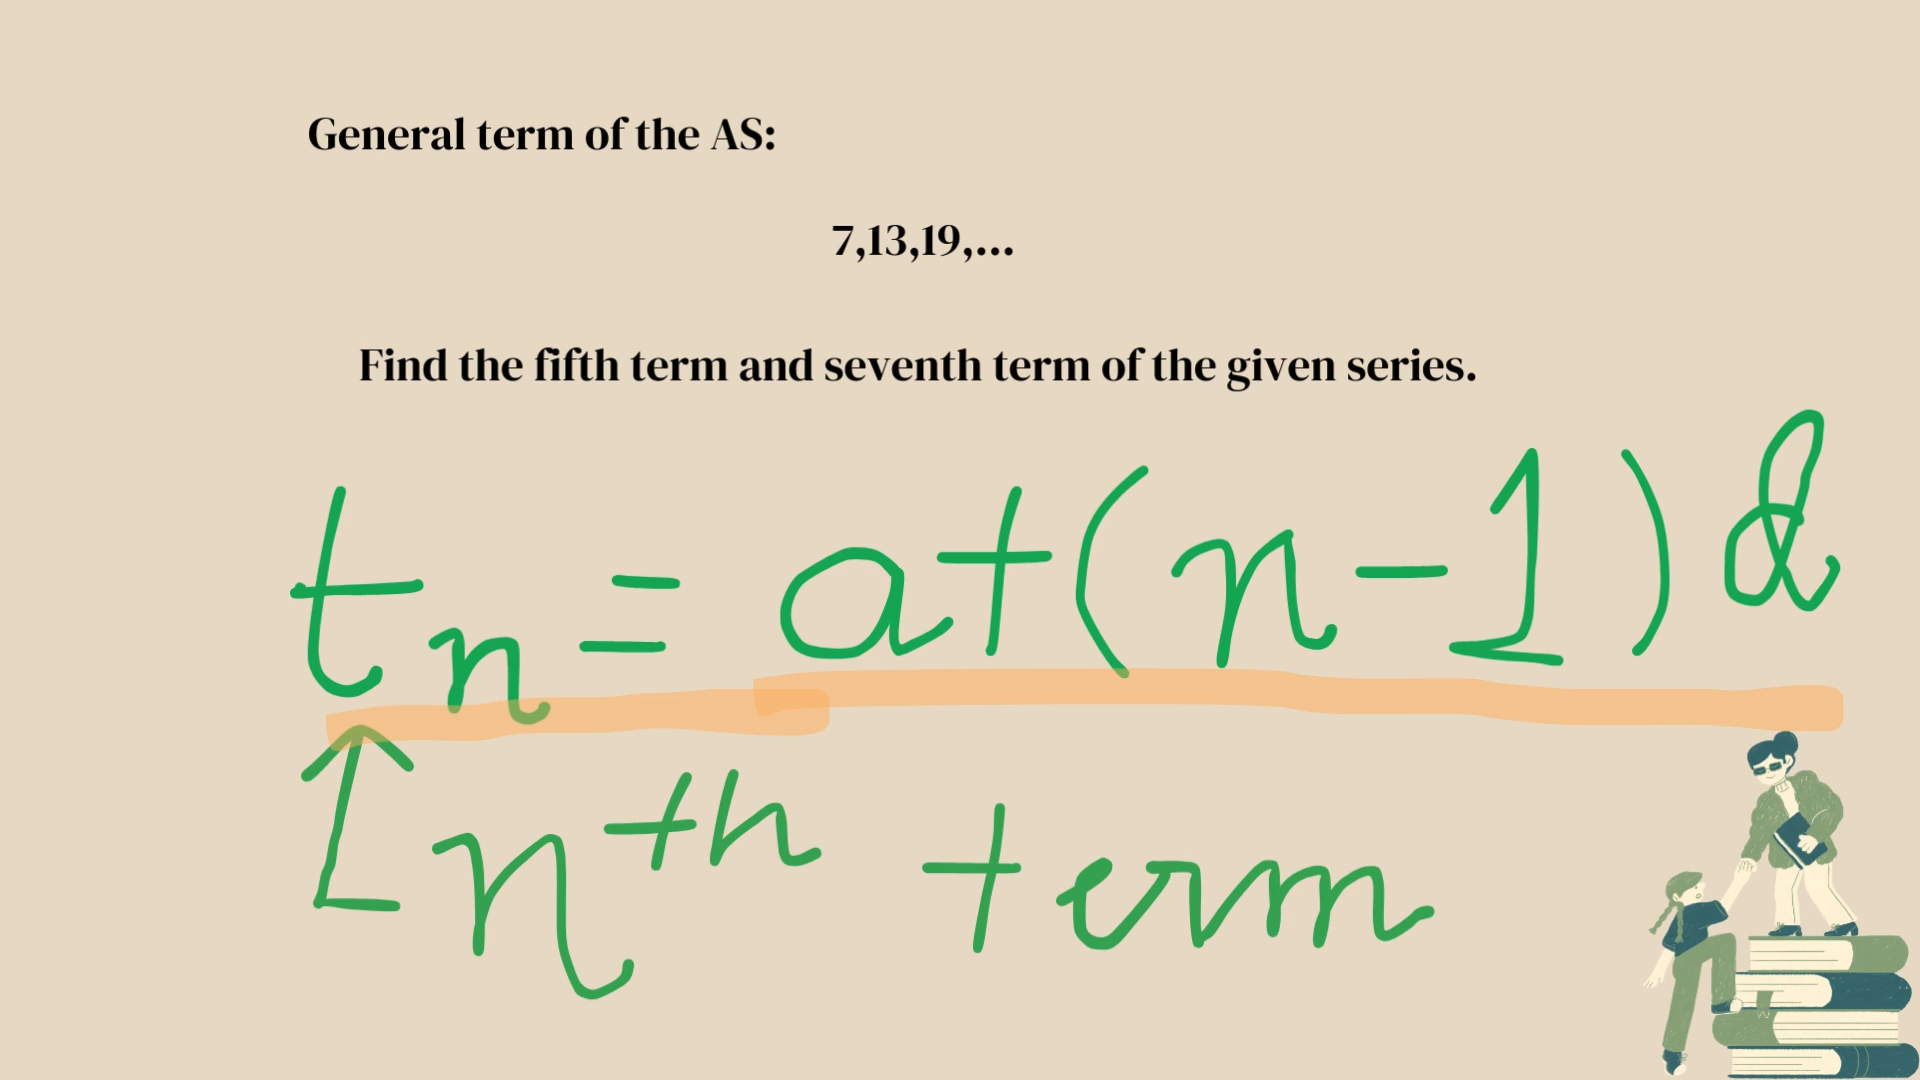 General term of the AS:
7,13,19,...
Find the fifth term and seventh term of the given series.
tn = a+(n-1)d
nth term